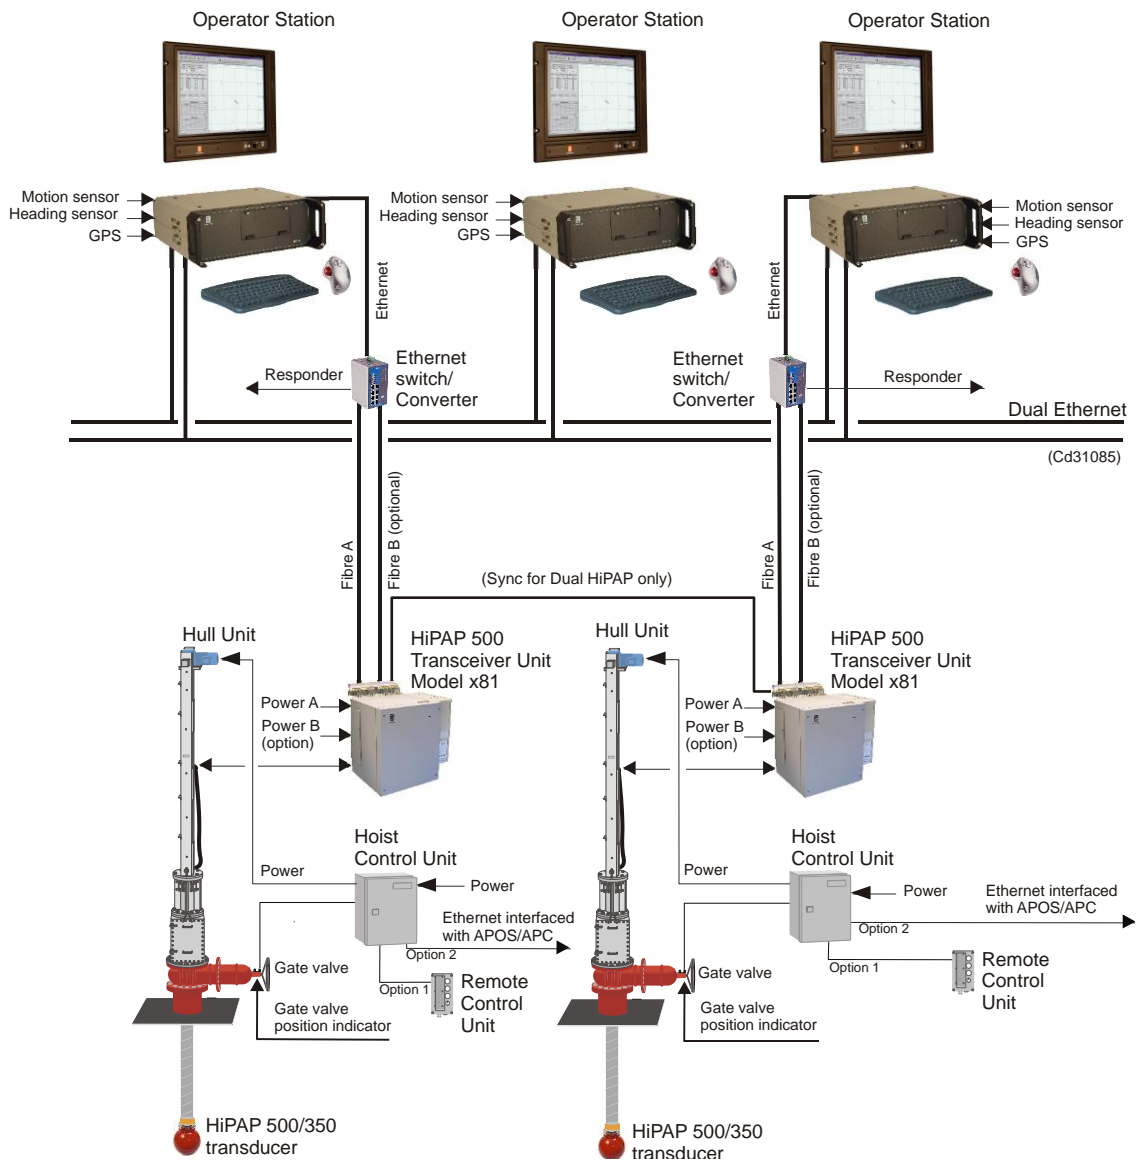 Operator Station
Operator Station
Operator Station
Motion sensor
Heading sensor
GPS
Motion sensor
Heading sensor
GPS
Motion sensor
Heading sensor
GPS
Ethernet
Ethernet
Ethernet
switch/
Converter
Responder
Ethernet
switch/
Converter
Responder
Dual Ethernet
(Cd31085)
Fibre A
Fibre B (optional)
Fibre A
Fibre B (optional)
(Sync for Dual HiPAP only)
Hull Unit
HiPAP 500
Transceiver Unit
Model x81
Power A
Power B
(option)
Hull Unit
HiPAP 500
Transceiver Unit
Model x81
Power A
Power B
(option)
Hoist
Control Unit
Power
Power
Ethernet interfaced
with APOS/APC
Option 2
Option 1
Remote
Control
Unit
Gate valve
Gate valve
position indicator
HiPAP 500/350
transducer
Hoist
Control Unit
Power
Power
Ethernet interfaced
with APOS/APC
Option 2
Option 1
Remote
Control
Unit
Gate valve
Gate valve
position indicator
HiPAP 500/350
transducer